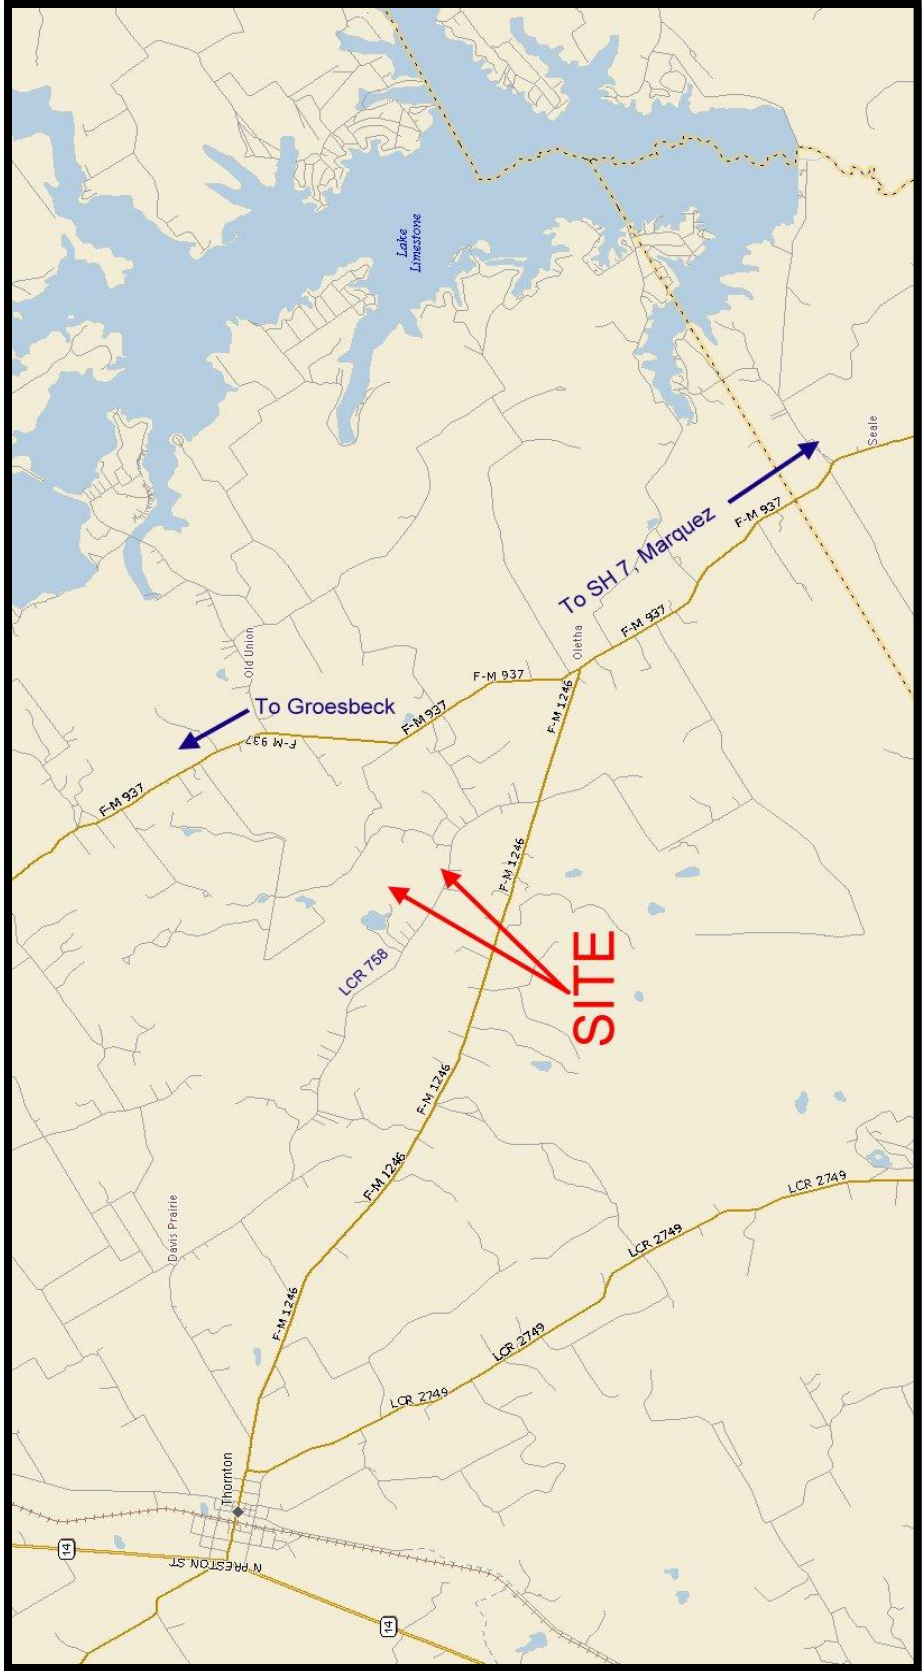 Lake
Limestone
Seale
F-M 937
To SH 7, Marquez
F-M 937
Oletha
Old Union
F-M 937
To Groesbeck
F-M 937
F-M 937
F-M 937
F-M 1246
F-M 1246
LCR 758
SITE
F-M 1246
F-M 1246
Davis Prairie
F-M 1246
LCR 2749
LCR 2749
LCR 2749
LCR 2749
Thornton
N PRESTON ST
14
14